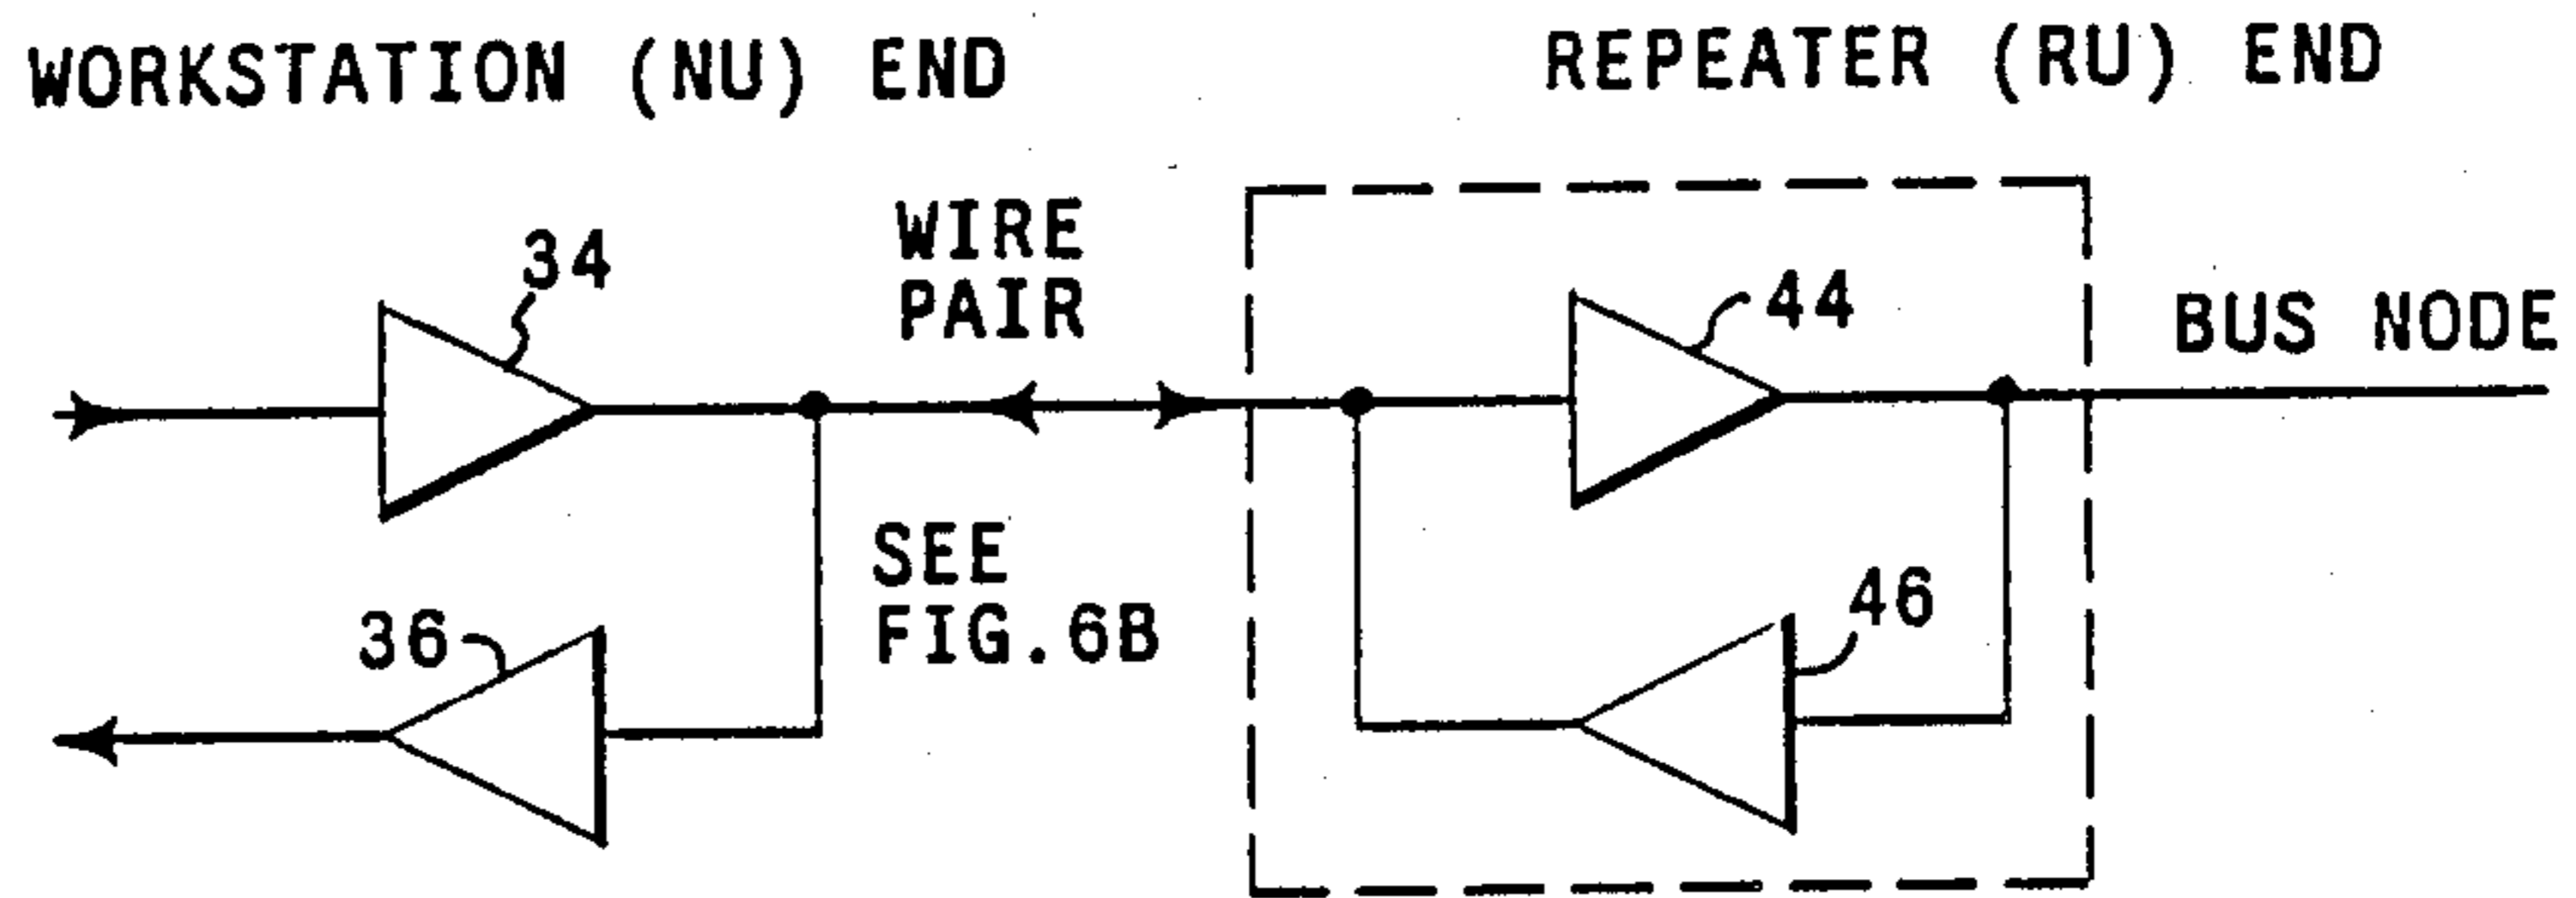 WORKSTATION (NU) END
REPEATER (RU) END
34
WIRE
PAIR
44
BUS NODE
SEE
FIG.6B
36
46